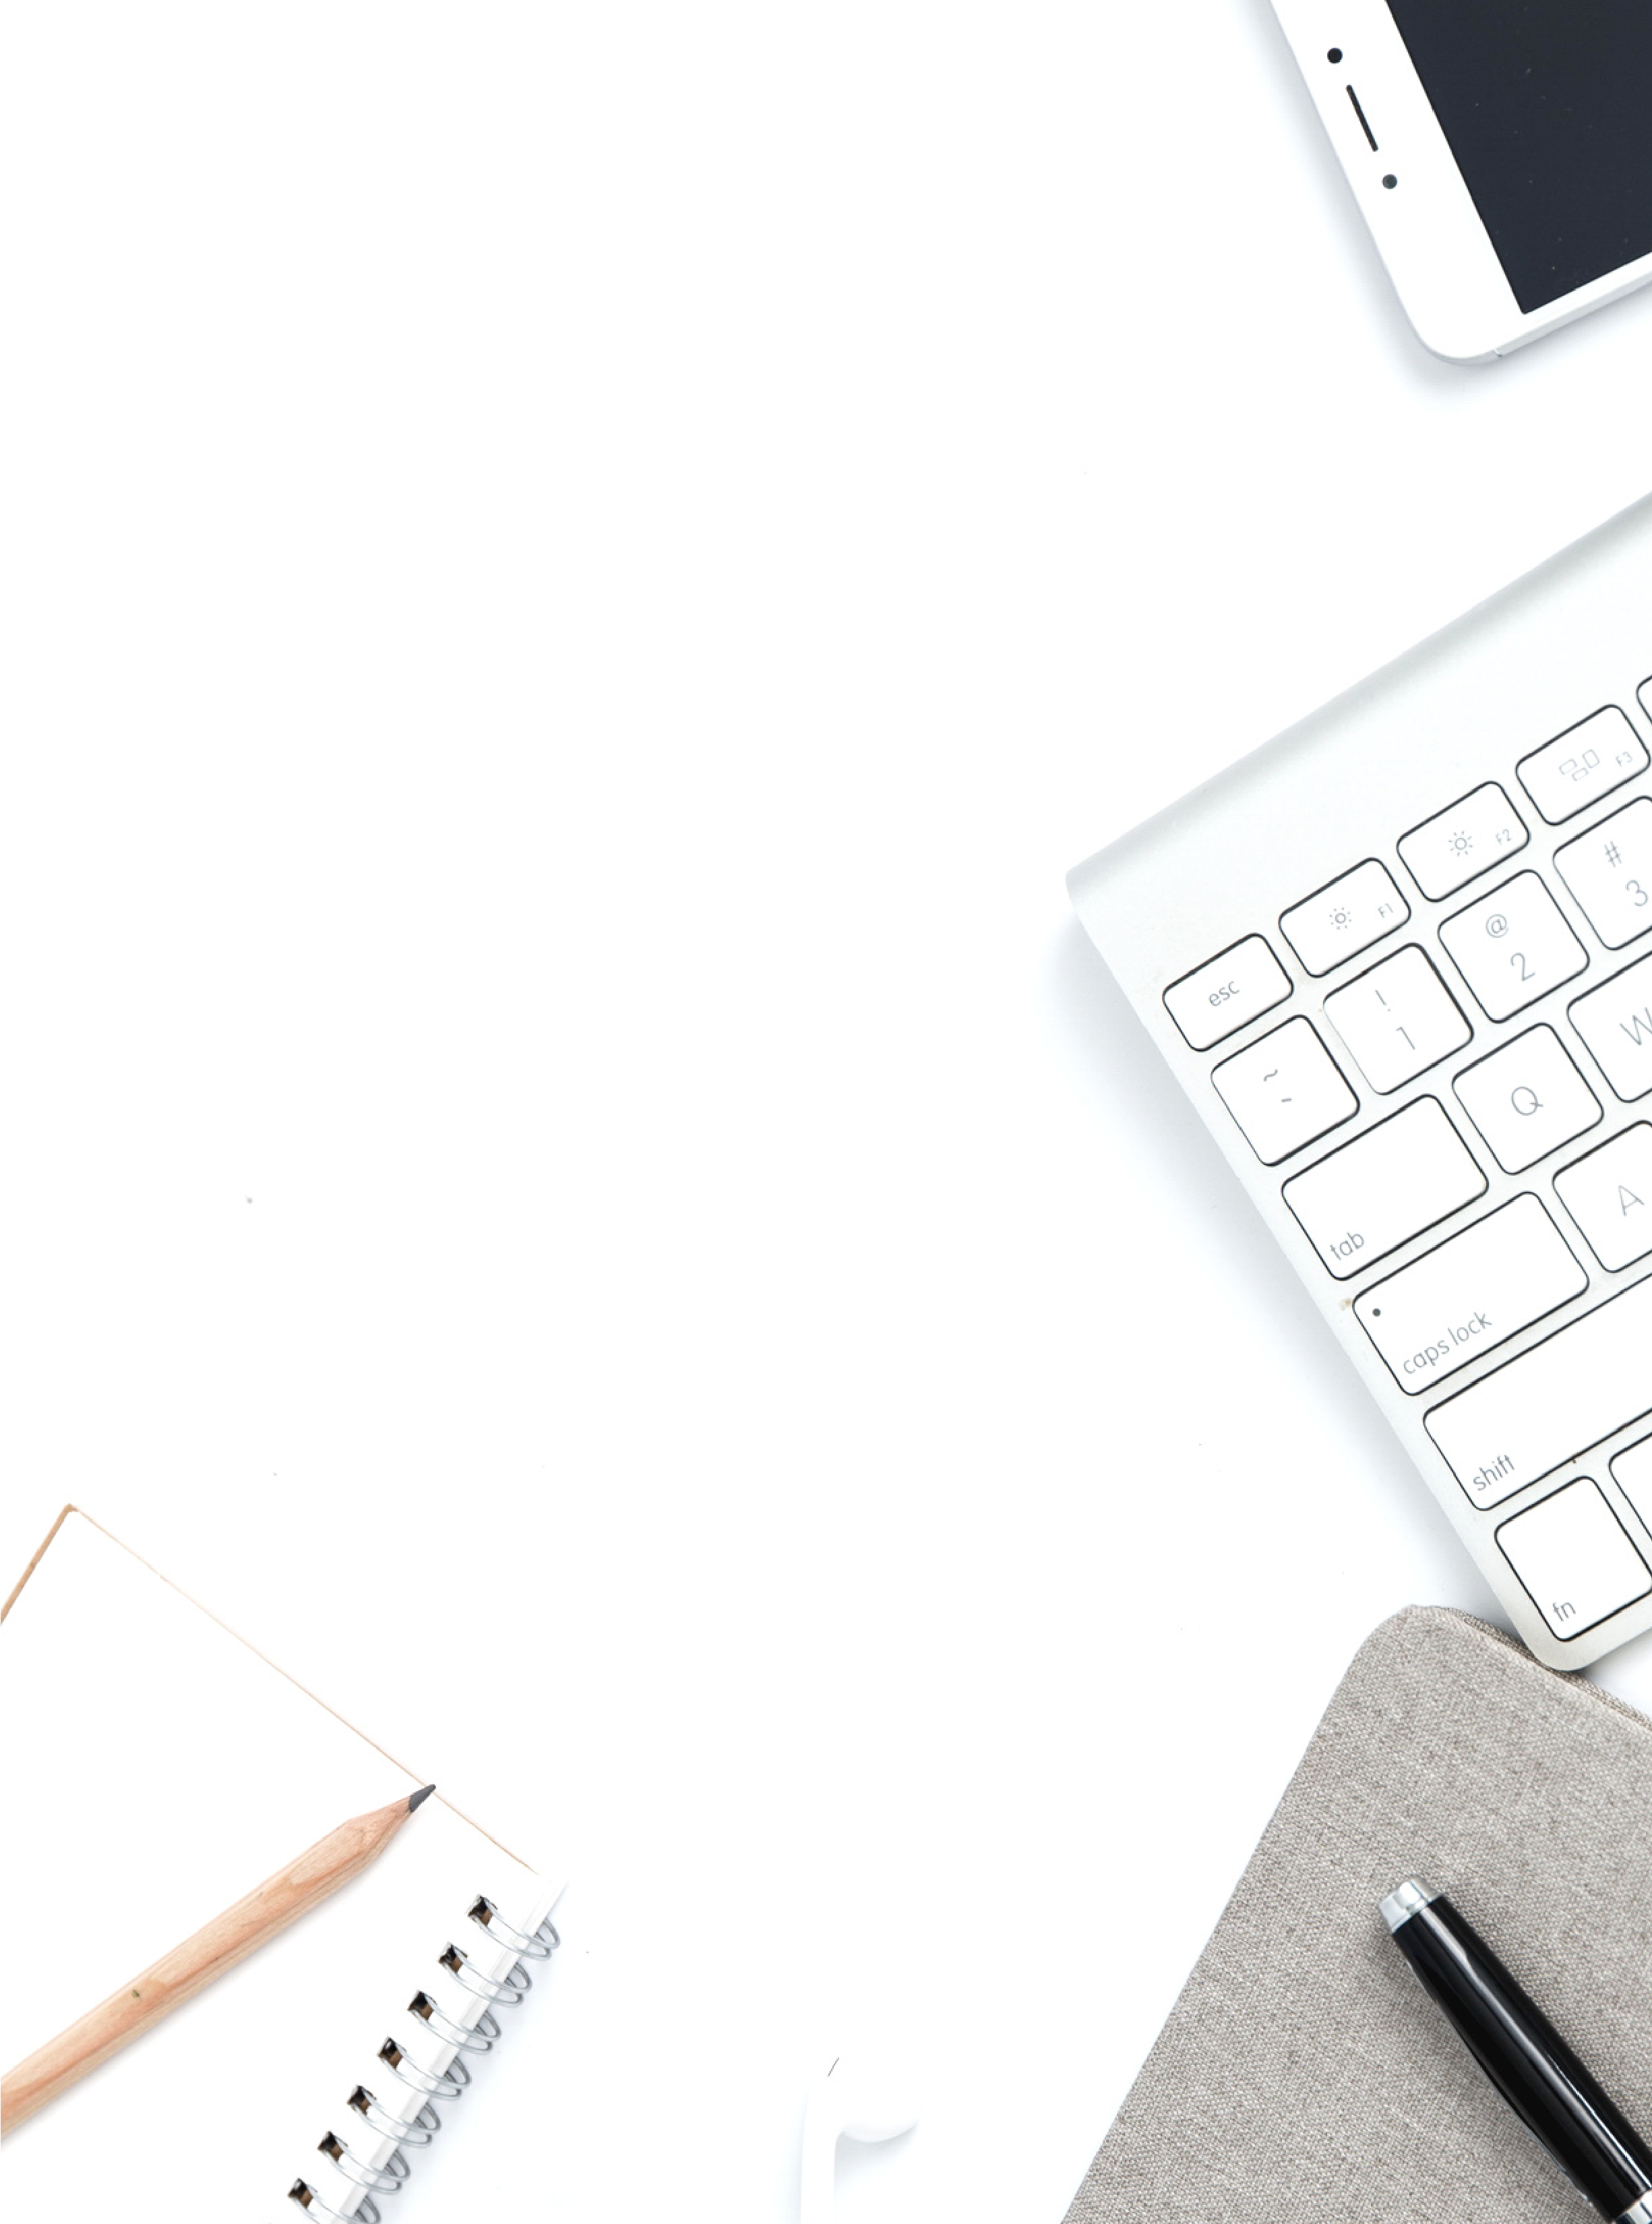 F3
F2
F1
esc
# 3
@ 2
! 1
~
W
Q
tab
A
caps lock
shift
fn